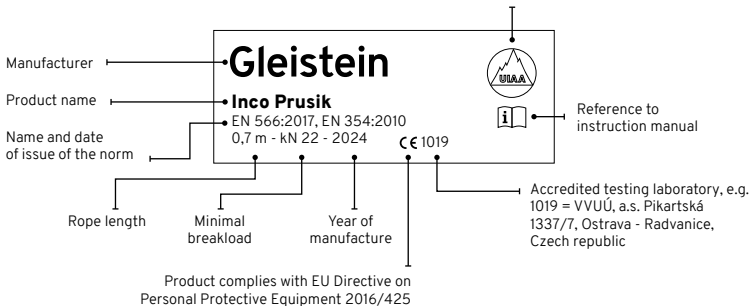 Manufacturer
Gleistein
UIAA
Product name
Inco Prusik
Reference to
instruction manual
i
Name and date
of issue of the norm
EN 566:2017, EN 354:2010
0,7 m - kN 22 - 2024
CE 1019
Rope length
Minimal
breakload
Year of
manufacture
Accredited testing laboratory, e.g.
1019 = VVUÚ, a.s. Pikartská
1337/7, Ostrava - Radvanice,
Czech republic
Product complies with EU Directive on
Personal Protective Equipment 2016/425